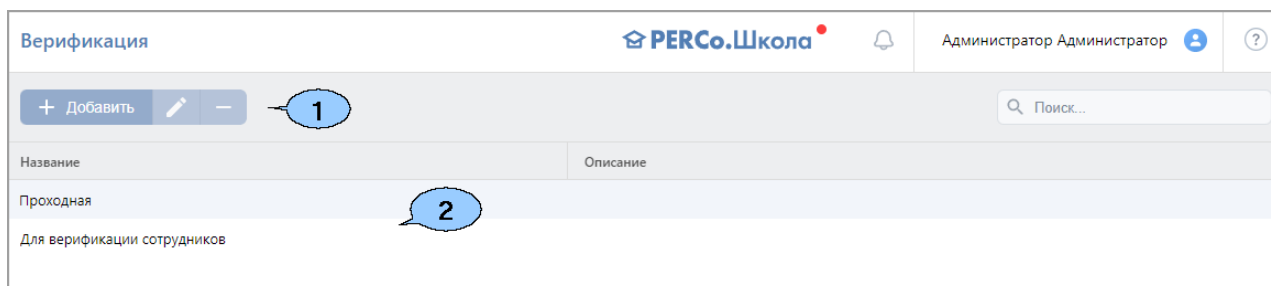 Верификация PERCo.Школа Администратор Администратор ?
+ Добавить 1 Поиск...
Название Описание
Проходная
2
Для верификации сотрудников